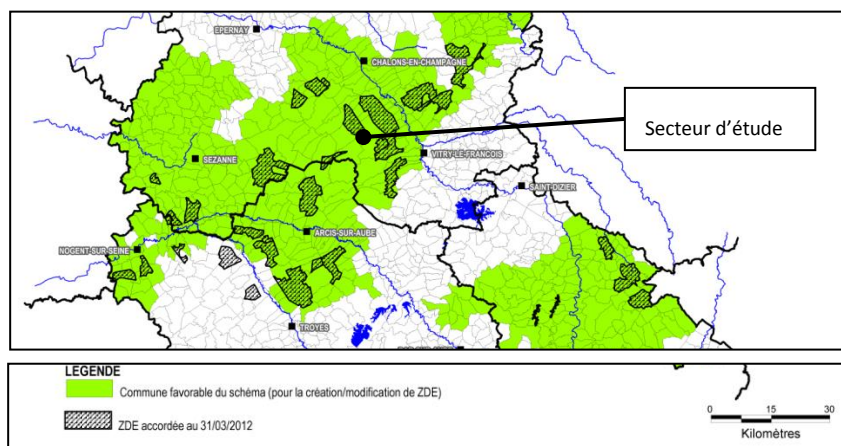 EPERNAY
CHALONS-EN-CHAMPAGNE
Secteur d'étude
SEZANNE
VITRY-LE-FRANCOIS
SAINT-DIZIER
ARCIS-SUR-AUBE
NOGENT-SUR-SEINE
TROYES
LEGENDE
Commune favorable du schéma (pour la création/modification de ZDE)
ZDE accordée au 31/03/2012
0 15 30
Kilomètres